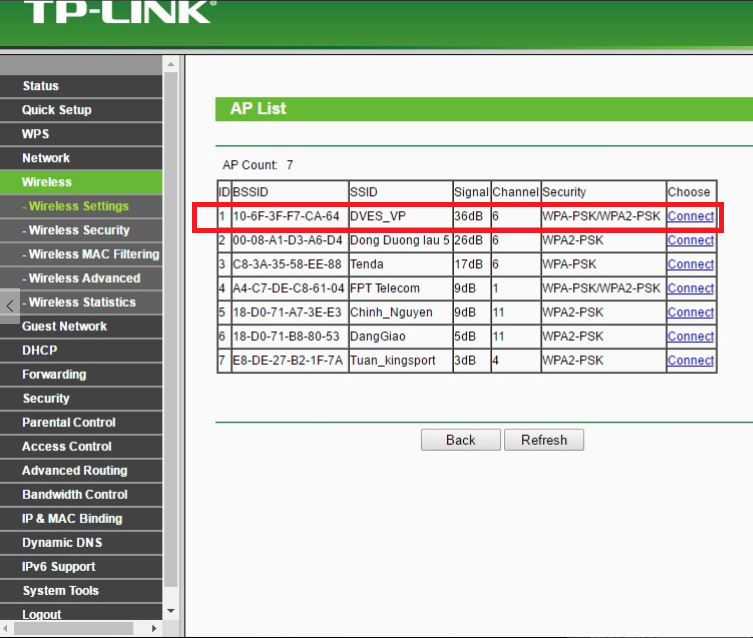 TP-LINK®
Status
Quick Setup
WPS
Network
Wireless
- Wireless Settings
- Wireless Security
- Wireless MAC Filtering
- Wireless Advanced
- Wireless Statistics
Guest Network
DHCP
Forwarding
Security
Parental Control
Access Control
Advanced Routing
Bandwidth Control
IP & MAC Binding
Dynamic DNS
IPv6 Support
System Tools
Logout
AP List
AP Count: 7
ID BSSID SSID Signal Channel Security Choose
1 10-6F-3F-F7-CA-64 DVES_VP 36dB 6 WPA-PSK/WPA2-PSK Connect
2 00-08-A1-D3-A6-D4 Dong Duong lau 5 26dB 6 WPA2-PSK Connect
3 C8-3A-35-58-EE-88 Tenda 17dB 6 WPA-PSK Connect
4 A4-C7-DE-C8-61-04 FPT Telecom 9dB 1 WPA-PSK/WPA2-PSK Connect
5 18-D0-71-A7-3E-E3 Chinh_Nguyen 9dB 11 WPA2-PSK Connect
6 18-D0-71-B8-80-53 DangGiao 5dB 11 WPA2-PSK Connect
7 E8-DE-27-B2-1F-7A Tuan_kingsport 3dB 4 WPA2-PSK Connect
Back Refresh